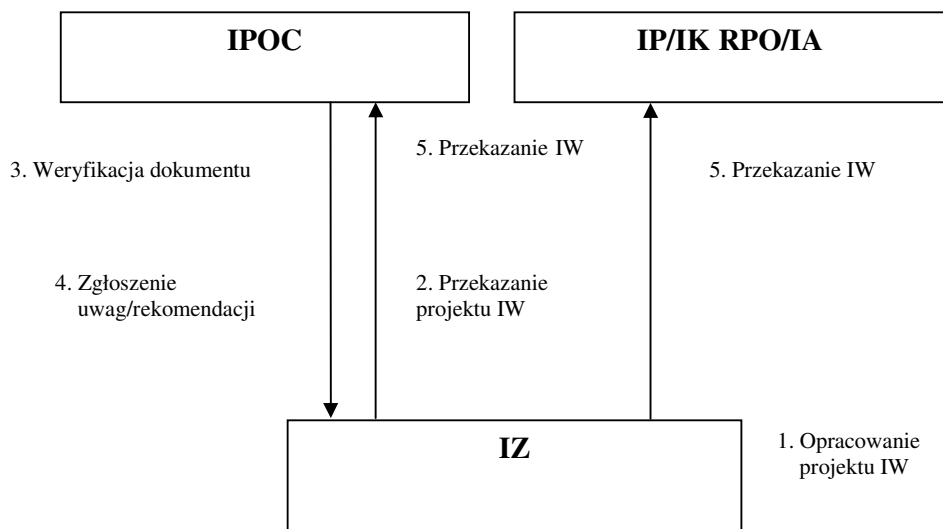 IPOC
IP/IK RPO/IA
5. Przekazanie IW
3. Weryfikacja dokumentu
5. Przekazanie IW
4. Zgłoszenie
uwag/rekomendacji
2. Przekazanie
projektu IW
IZ
1. Opracowanie
projektu IW